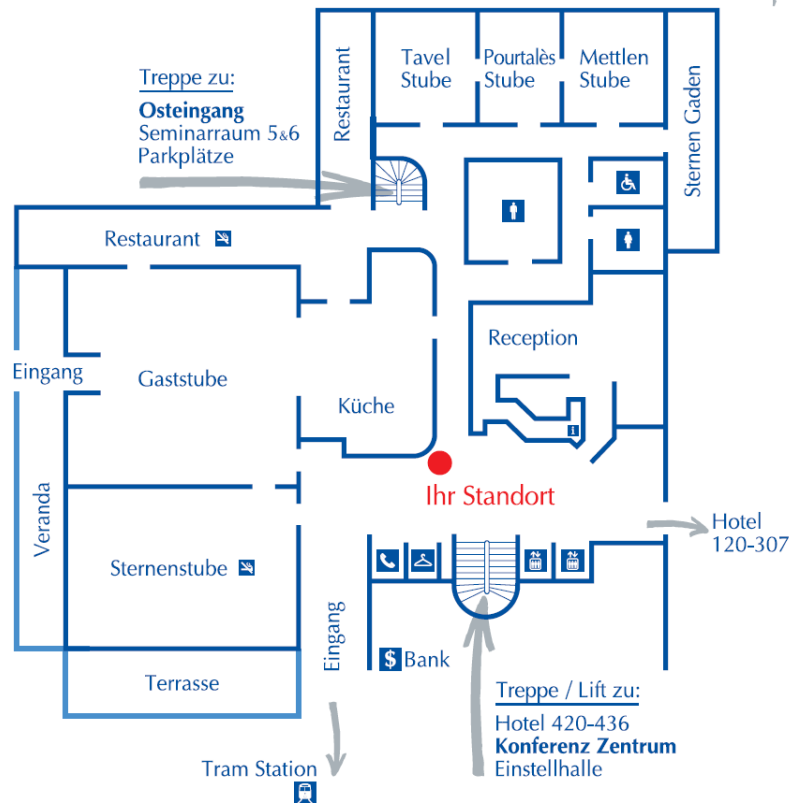 Treppe zu:
Osteingang
Seminarraum 5&6
Parkplätze
Restaurant
Tavel
Stube
Pourtalès
Stube
Mettlen
Stube
Sternen Gaden
Restaurant
Eingang
Gaststube
Küche
Reception
i
Ihr Standort
Veranda
Sternenstube
Hotel
120-307
Eingang
$ Bank
Terrasse
Treppe / Lift zu:
Hotel 420-436
Konferenz Zentrum
Einstellhalle
Tram Station